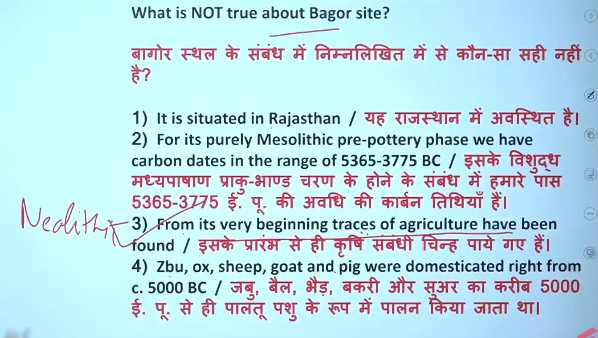 What is NOT true about Bagor site?
बागोर स्थल के संबंध में निम्नलिखित में से कौन-सा सही नहीं
है?
1) It is situated in Rajasthan / यह राजस्थान में अवस्थित है।
2) For its purely Mesolithic pre-pottery phase we have
carbon dates in the range of 5365-3775 BC / इसके विशुद्ध
मध्यपाषाण प्राक्-भाण्ड चरण के होने के संबंध में हमारे पास
5365-3775 ई. पू. की अवधि की कार्बन तिथियाँ हैं।
Neolithic
3) From its very beginning traces of agriculture have been
found / इसके प्रारंभ से ही कृषि संबंधी चिन्ह पाये गए हैं।
4) Zbu, ox, sheep, goat and pig were domesticated right from
c. 5000 BC / जबु, बैल, भैड़, बकरी और सुअर का करीब 5000
ई. पू. से ही पालतू पशु के रूप में पालन किया जाता था।